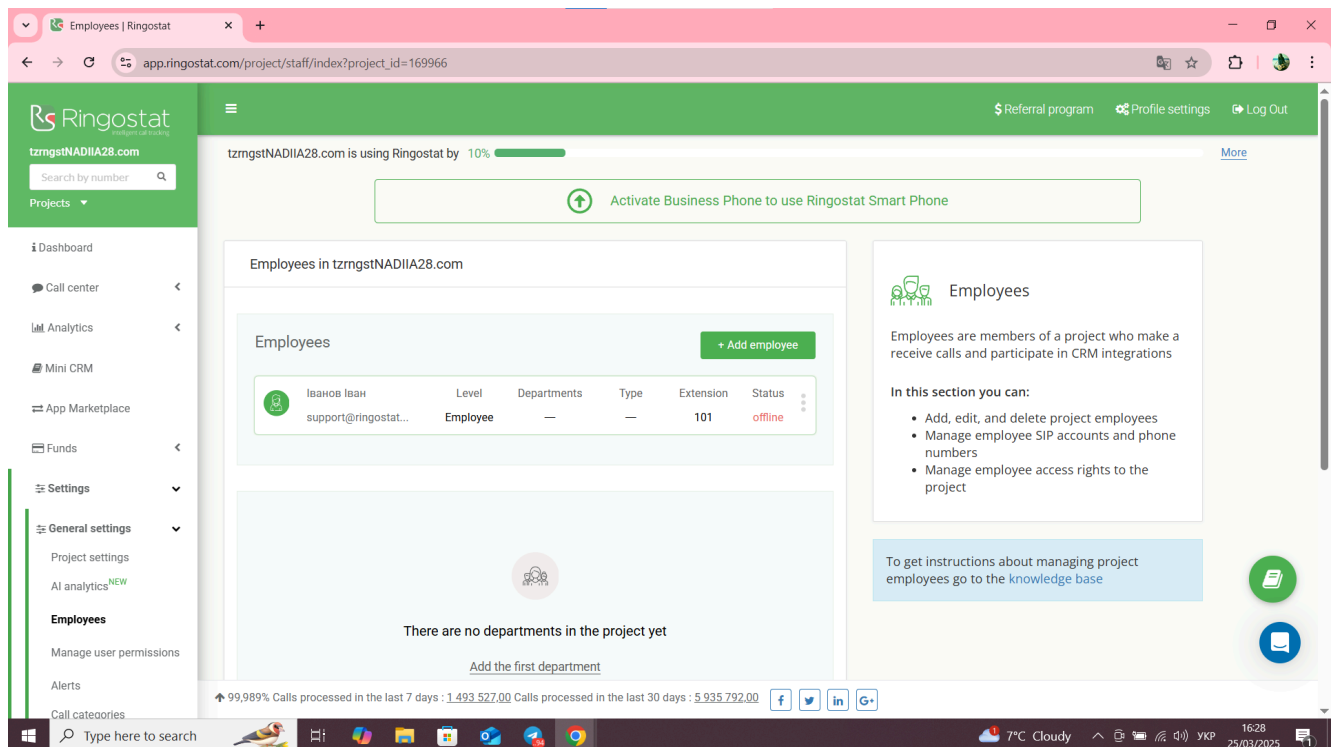 Employees | Ringostat
app.ringostat.com/project/staff/index?project_id=169966
Ringostat
intelligent call tracking
tzrngstNADIIA28.com
Search by number
Projects
Dashboard
Call center
Analytics
Mini CRM
App Marketplace
Funds
Settings
General settings
Project settings
AI analytics NEW
Employees
Manage user permissions
Alerts
Call categories
$ Referral program Profile settings Log Out
tzrngstNADIIA28.com is using Ringostat by 10% More
Activate Business Phone to use Ringostat Smart Phone
Employees in tzrngstNADIIA28.com
Employees
+ Add employee
Іванов Іван Level Departments Type Extension Status
support@ringostat... Employee — — 101 offline
There are no departments in the project yet
Add the first department
Employees
Employees are members of a project who make a
receive calls and participate in CRM integrations
In this section you can:
• Add, edit, and delete project employees
• Manage employee SIP accounts and phone
numbers
• Manage employee access rights to the
project
To get instructions about managing project
employees go to the knowledge base
99,989% Calls processed in the last 7 days : 1 493 527,00 Calls processed in the last 30 days : 5 935 792,00 f in G+
Type here to search
94
7°C Cloudy
УКР
16:28
25/03/2025
1